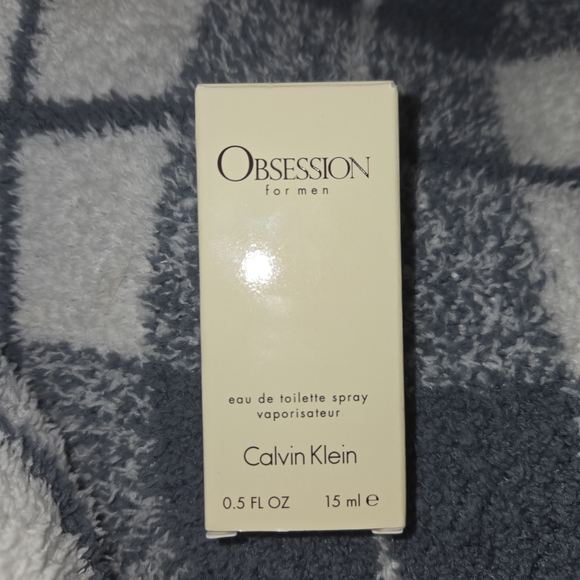 OBSESSION
for men
eau de toilette spray
vaporisateur
Calvin Klein
0.5 FL OZ 15 ml ℮